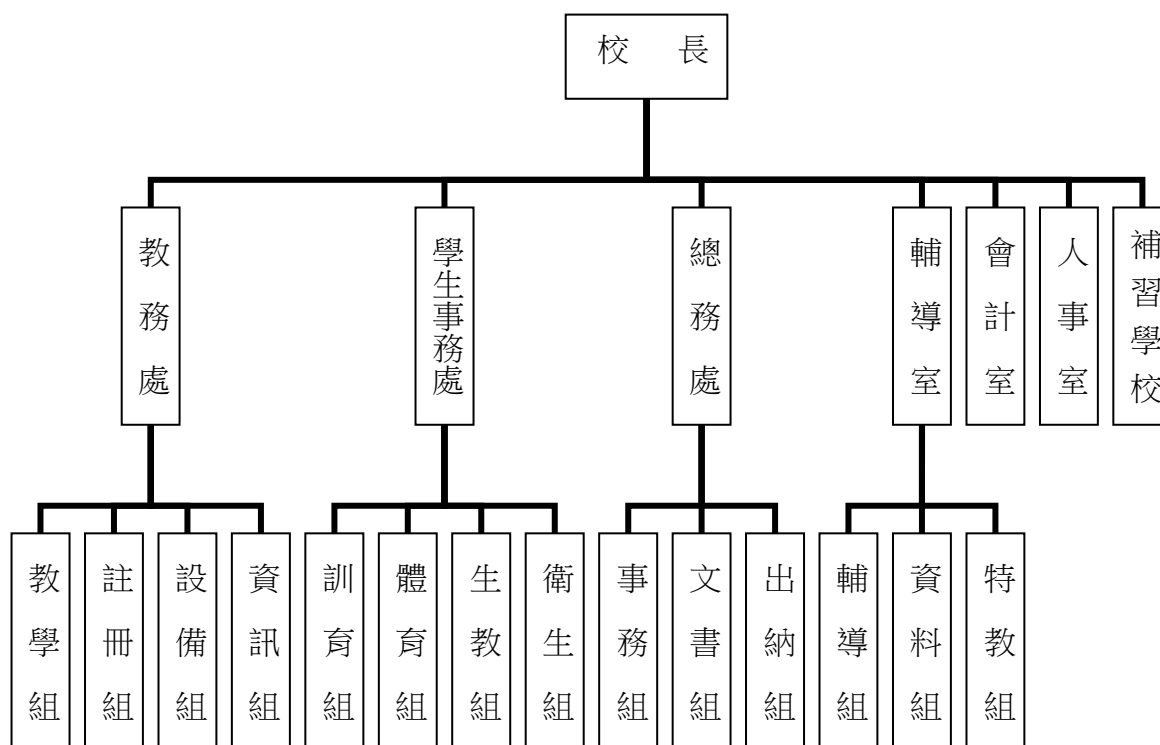 校長
教務處
學生事務處
總務處
輔導室
會計室
人事室
補習學校
教學組
註冊組
設備組
資訊組
訓育組
體育組
生教組
衛生組
事務組
文書組
出納組
輔導組
資料組
特教組